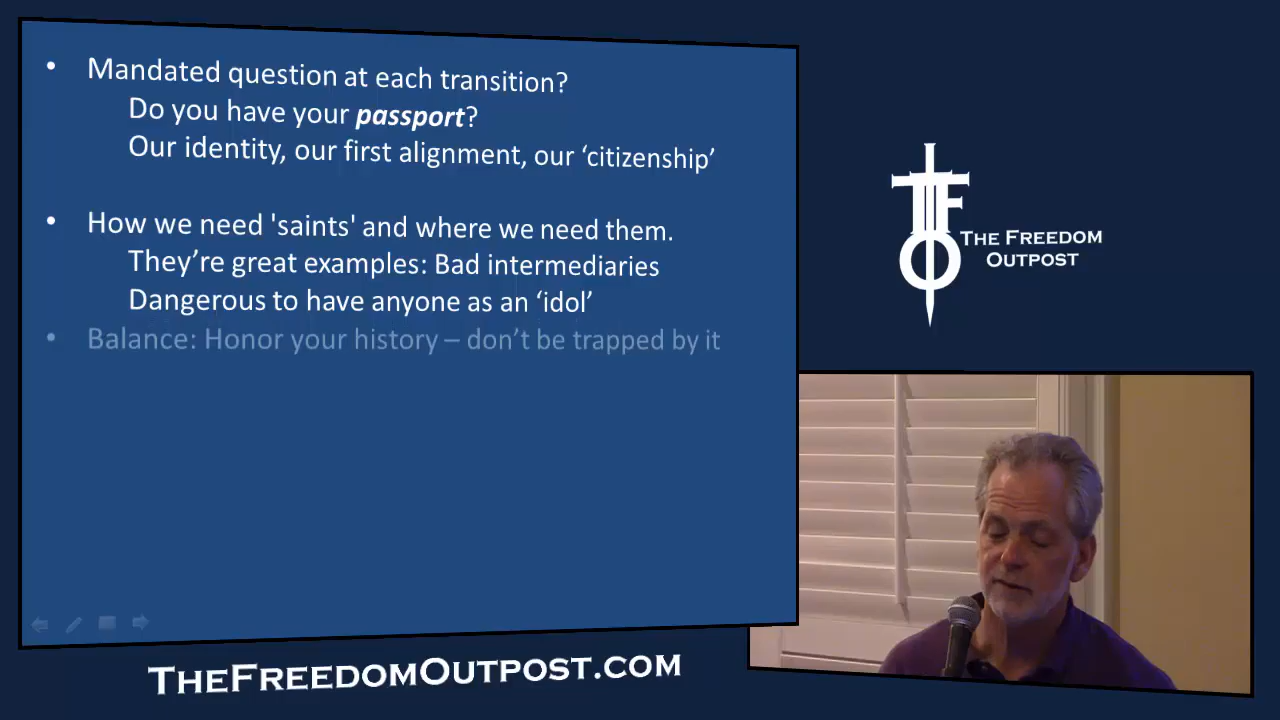 • Mandated question at each transition?
Do you have your passport?
Our identity, our first alignment, our ‘citizenship’
• How we need 'saints' and where we need them.
They’re great examples: Bad intermediaries
Dangerous to have anyone as an ‘idol’
• Balance: Honor your history – don’t be trapped by it
TFO
THE FREEDOM
OUTPOST
THEFREEDOMOUTPOST.COM